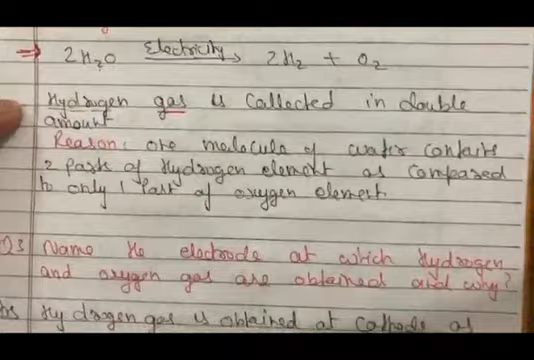 ⇒ 2H₂O Electricity→ 2H₂ + O₂
Hydrogen gas is collected in double
amount
Reason: one molecule of water contains
2 parts of Hydrogen element as compared
to only 1 Part of oxygen element.
Q3 Name the electrode at which Hydrogen
and oxygen gas are obtained and why?
Ans Hydrogen gas is obtained at cathode as